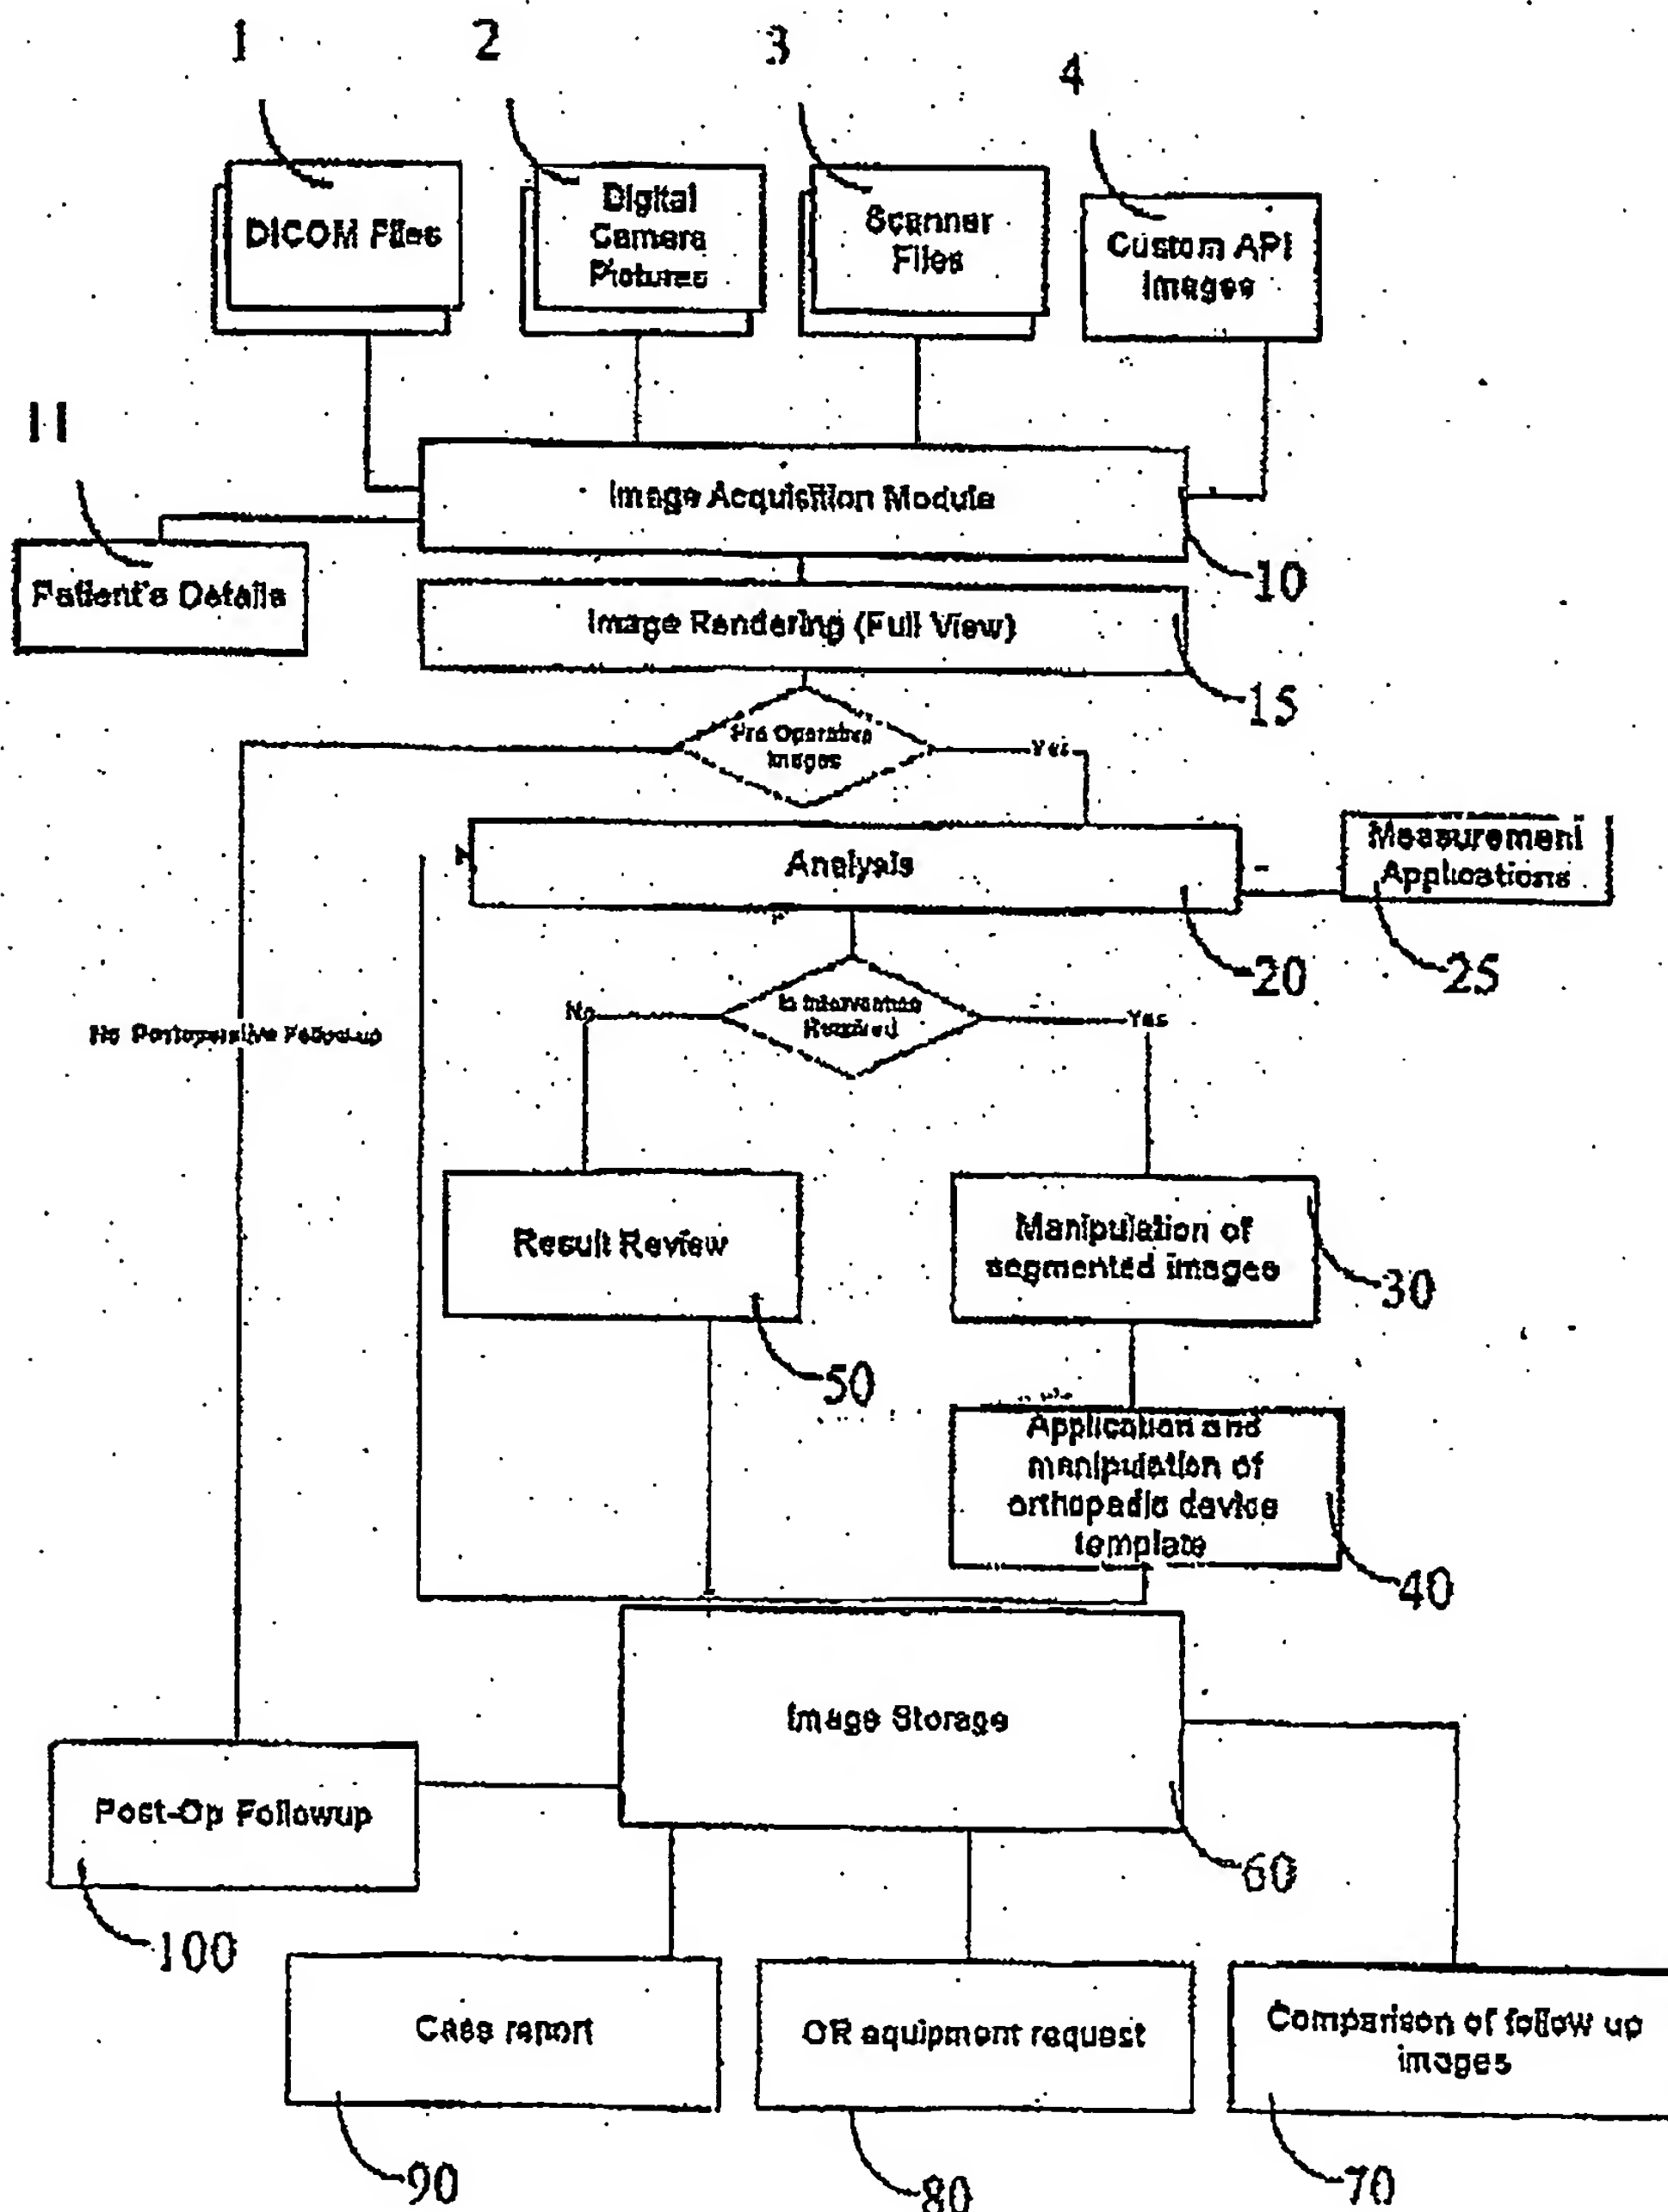 1
2
3
4
DICOM Files
Digital
Camera
Pictures
Scanner
Files
Custom API
Images
11
Image Acquisition Module
10
Patient's Details
Image Rendering (Full View)
15
Pre Operative
Images
Yes
Analysis
Measurement
Applications
20
25
No Postoperative Follow-up
No
Is Intervention
Required
Yes
Result Review
Manipulation of
segmented images
30
50
Application and
manipulation of
orthopedic device
template
40
Image Storage
Post-Op Followup
60
100
Case report
OR equipment request
Comparison of follow up
images
90
80
70